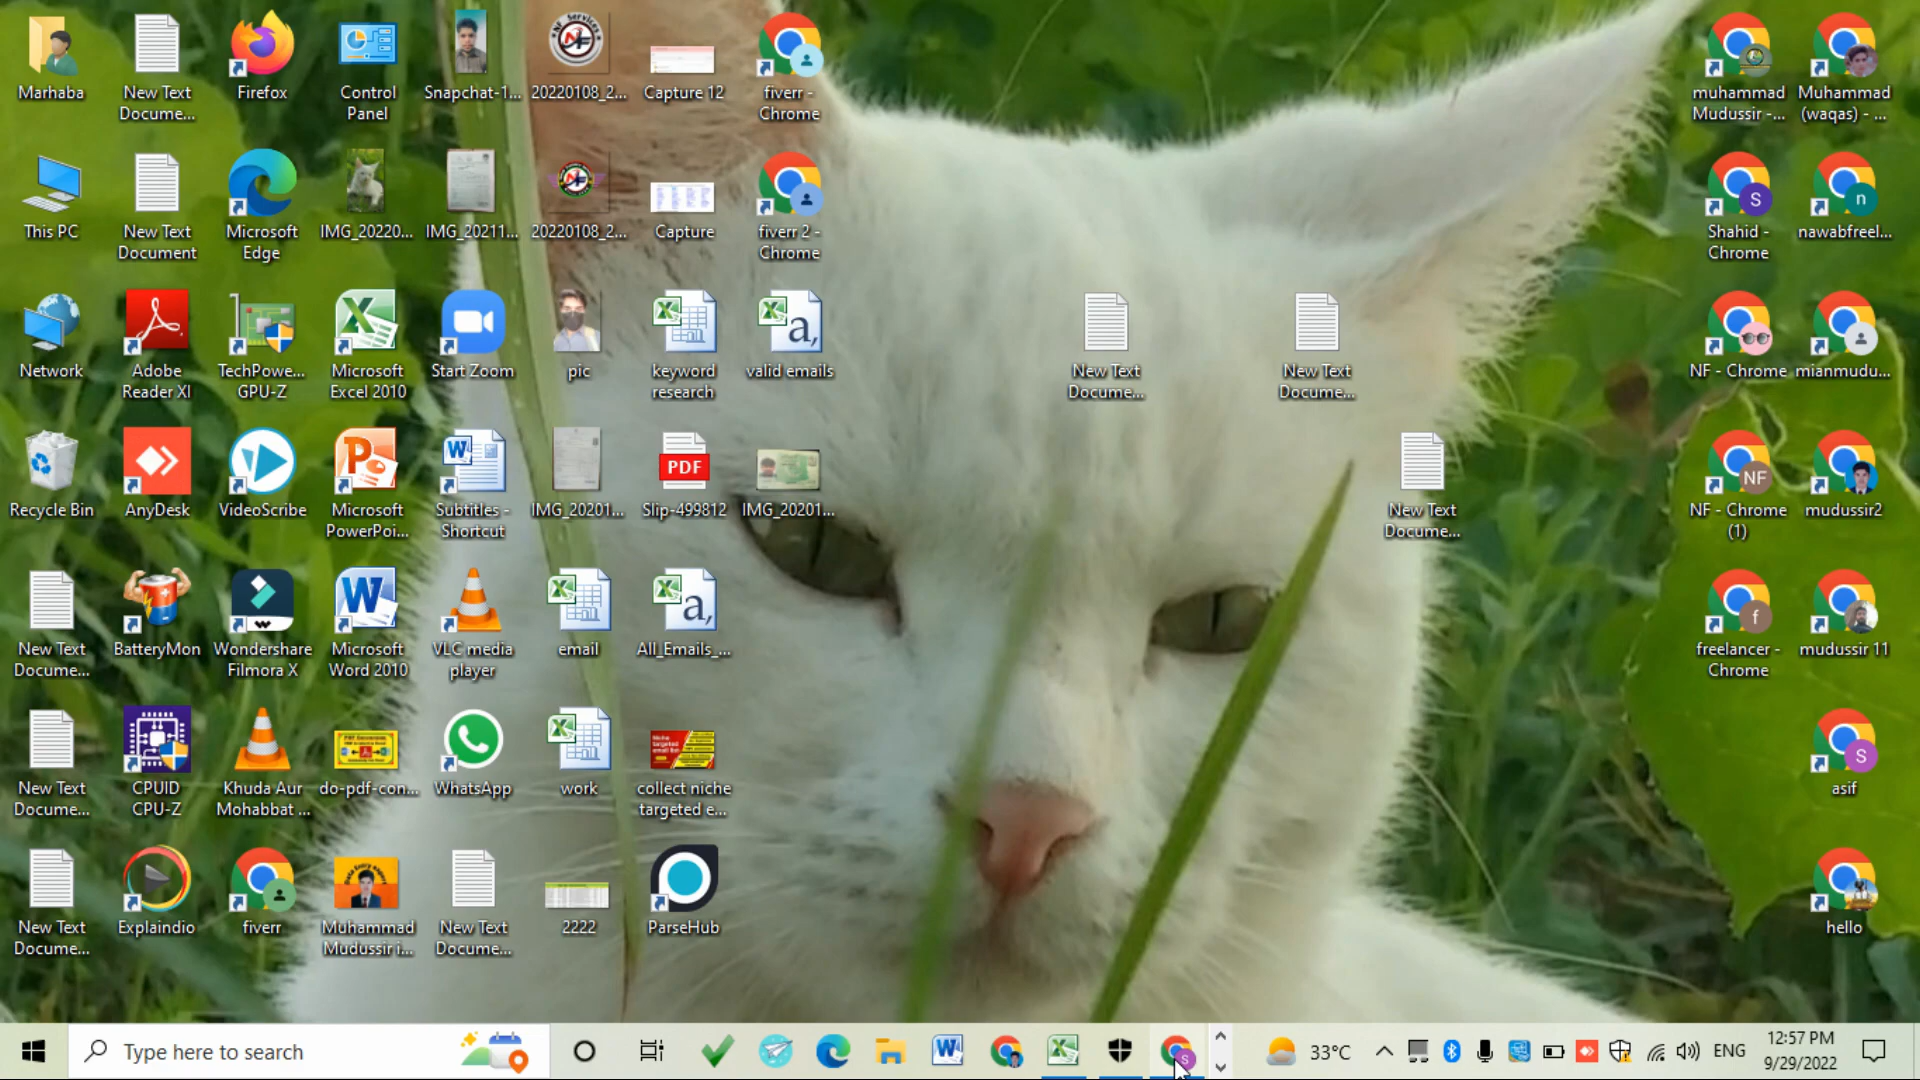 Marhaba
New Text
Docume...
Firefox
Control
Panel
Snapchat-1...
20220108_2...
Capture 12
fiverr -
Chrome
muhammad
Mudussir -...
Muhammad
(waqas) - ...
This PC
New Text
Document
Microsoft
Edge
IMG_20220...
IMG_20211...
20220108_2...
Capture
fiverr 2 -
Chrome
Shahid -
Chrome
nawabfreel...
Network
Adobe
Reader XI
TechPowe...
GPU-Z
Microsoft
Excel 2010
Start Zoom
pic
keyword
research
valid emails
New Text
Docume...
New Text
Docume...
NF - Chrome
mianmudu...
Recycle Bin
AnyDesk
VideoScribe
Microsoft
PowerPoi...
Subtitles -
Shortcut
IMG_20201...
PDF
Slip-499812
IMG_20201...
New Text
Docume...
NF - Chrome
(1)
mudussir2
New Text
Docume...
BatteryMon
Wondershare
Filmora X
Microsoft
Word 2010
VLC media
player
email
All_Emails_...
freelancer -
Chrome
mudussir 11
New Text
Docume...
CPUID
CPU-Z
Khuda Aur
Mohabbat ...
do-pdf-con...
WhatsApp
work
collect niche
targeted e...
asif
New Text
Docume...
Explaindio
fiverr
Muhammad
Mudussir i...
New Text
Docume...
2222
ParseHub
hello
Type here to search
33°C
ENG
12:57 PM
9/29/2022